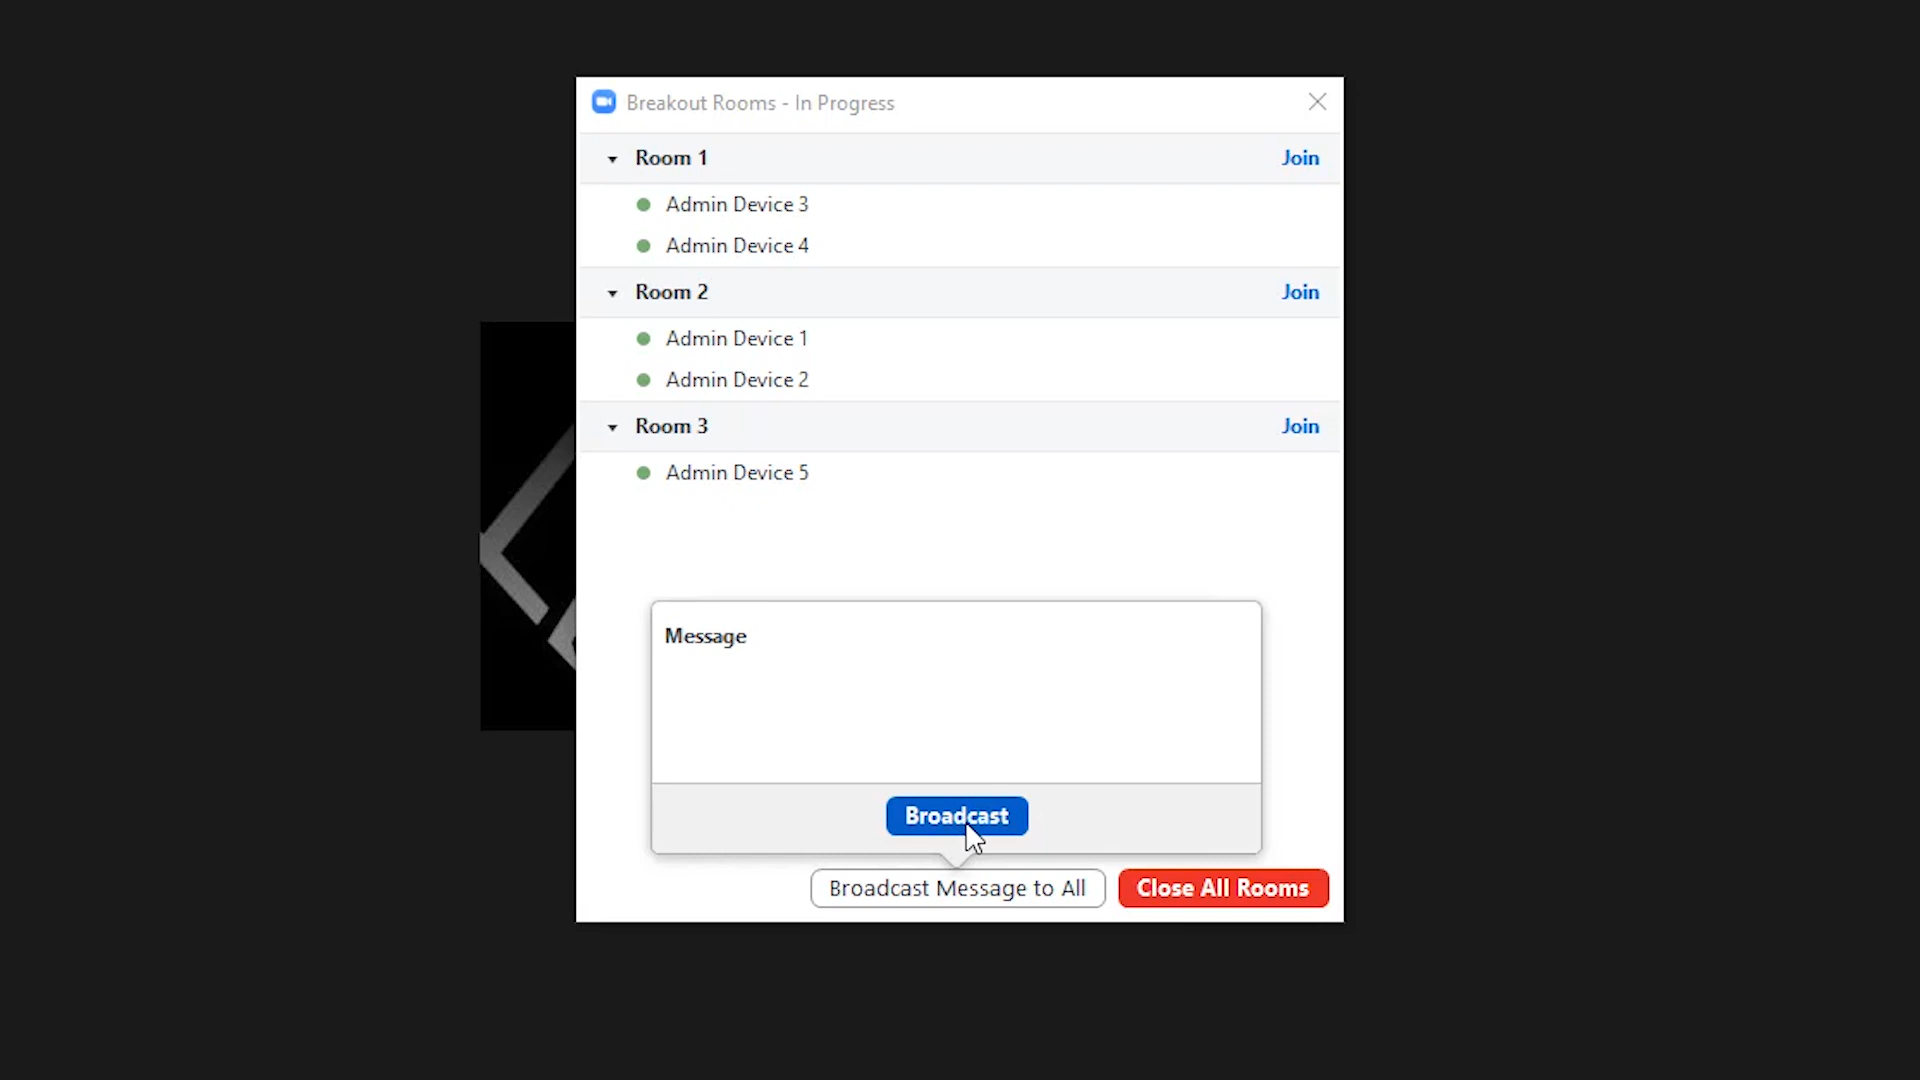 Breakout Rooms - In Progress
Room 1 Join
Admin Device 3
Admin Device 4
Room 2 Join
Admin Device 1
Admin Device 2
Room 3 Join
Admin Device 5
Message
Broadcast
Broadcast Message to All Close All Rooms